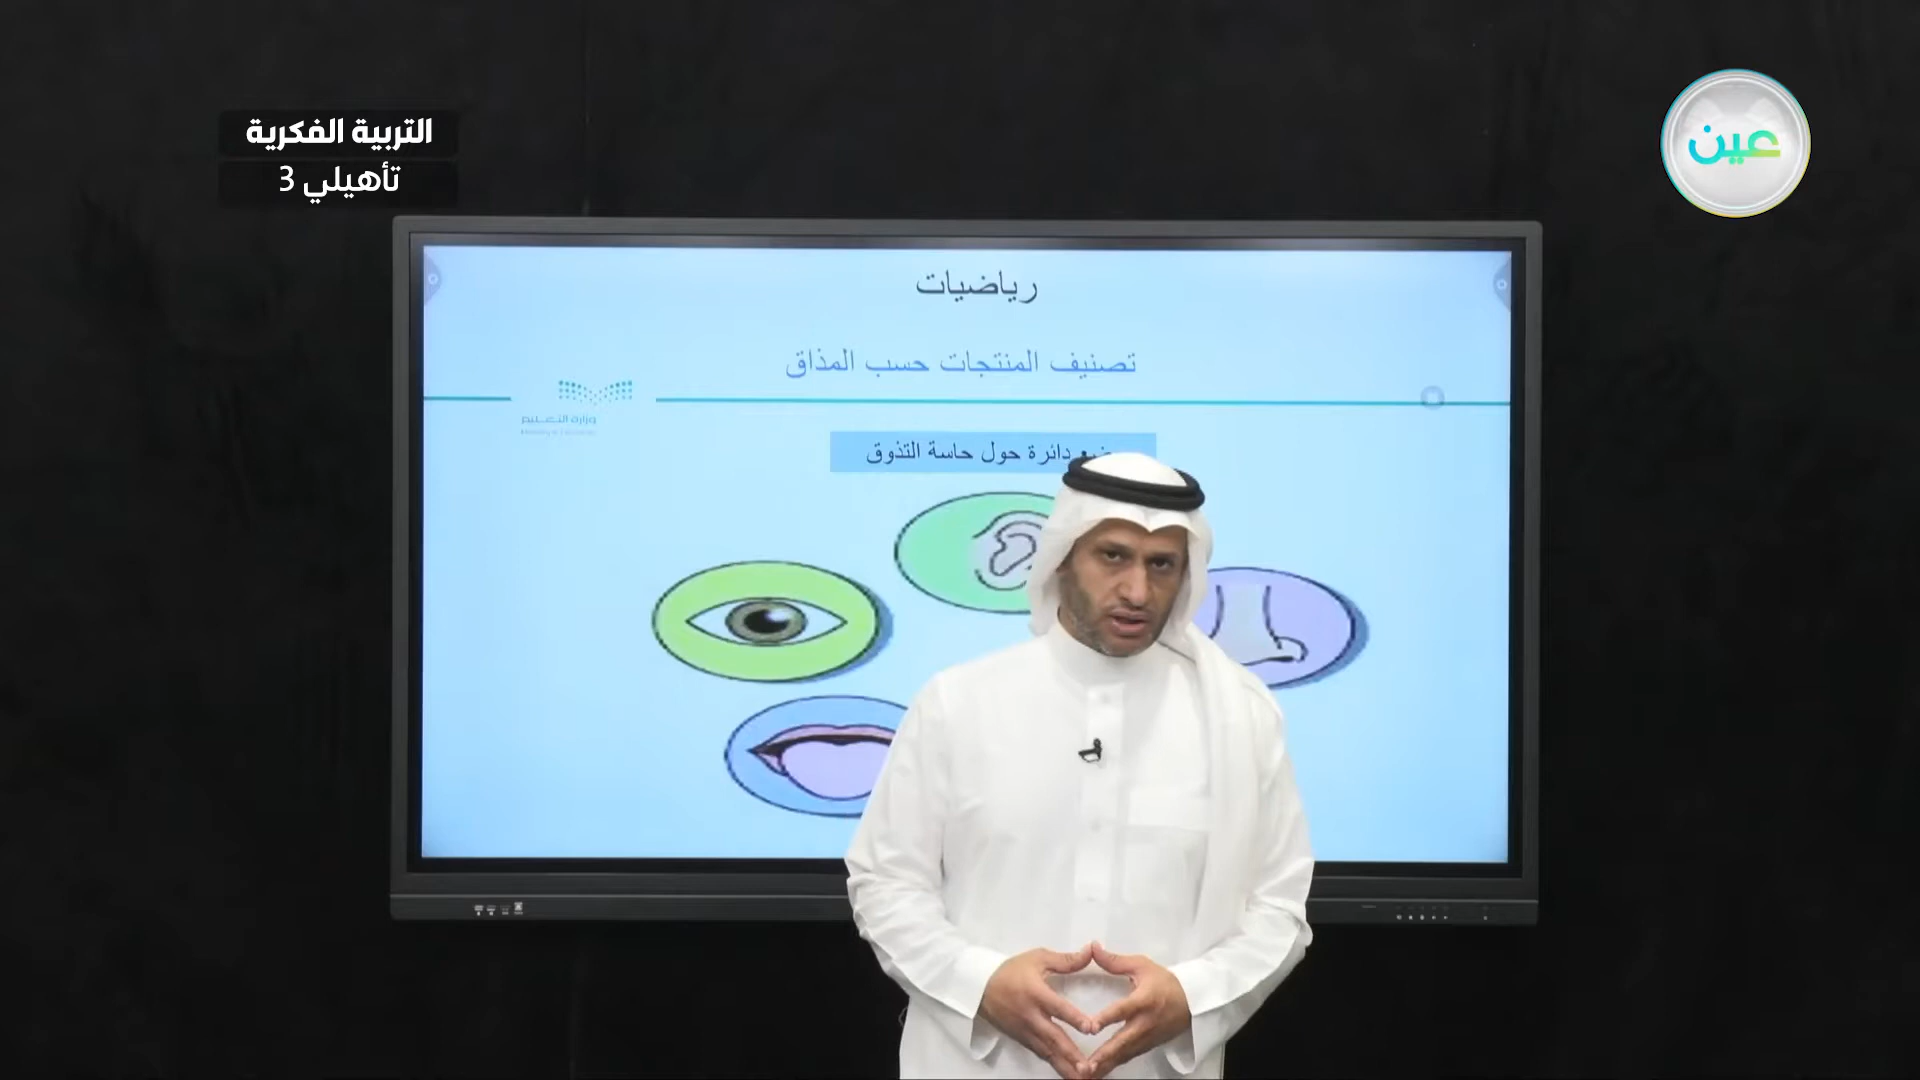 التربية الفكرية
تأهيلي 3
عين
رياضيات
تصنيف المنتجات حسب المذاق
وزارة التعليم
دائرة حول حاسة التذوق